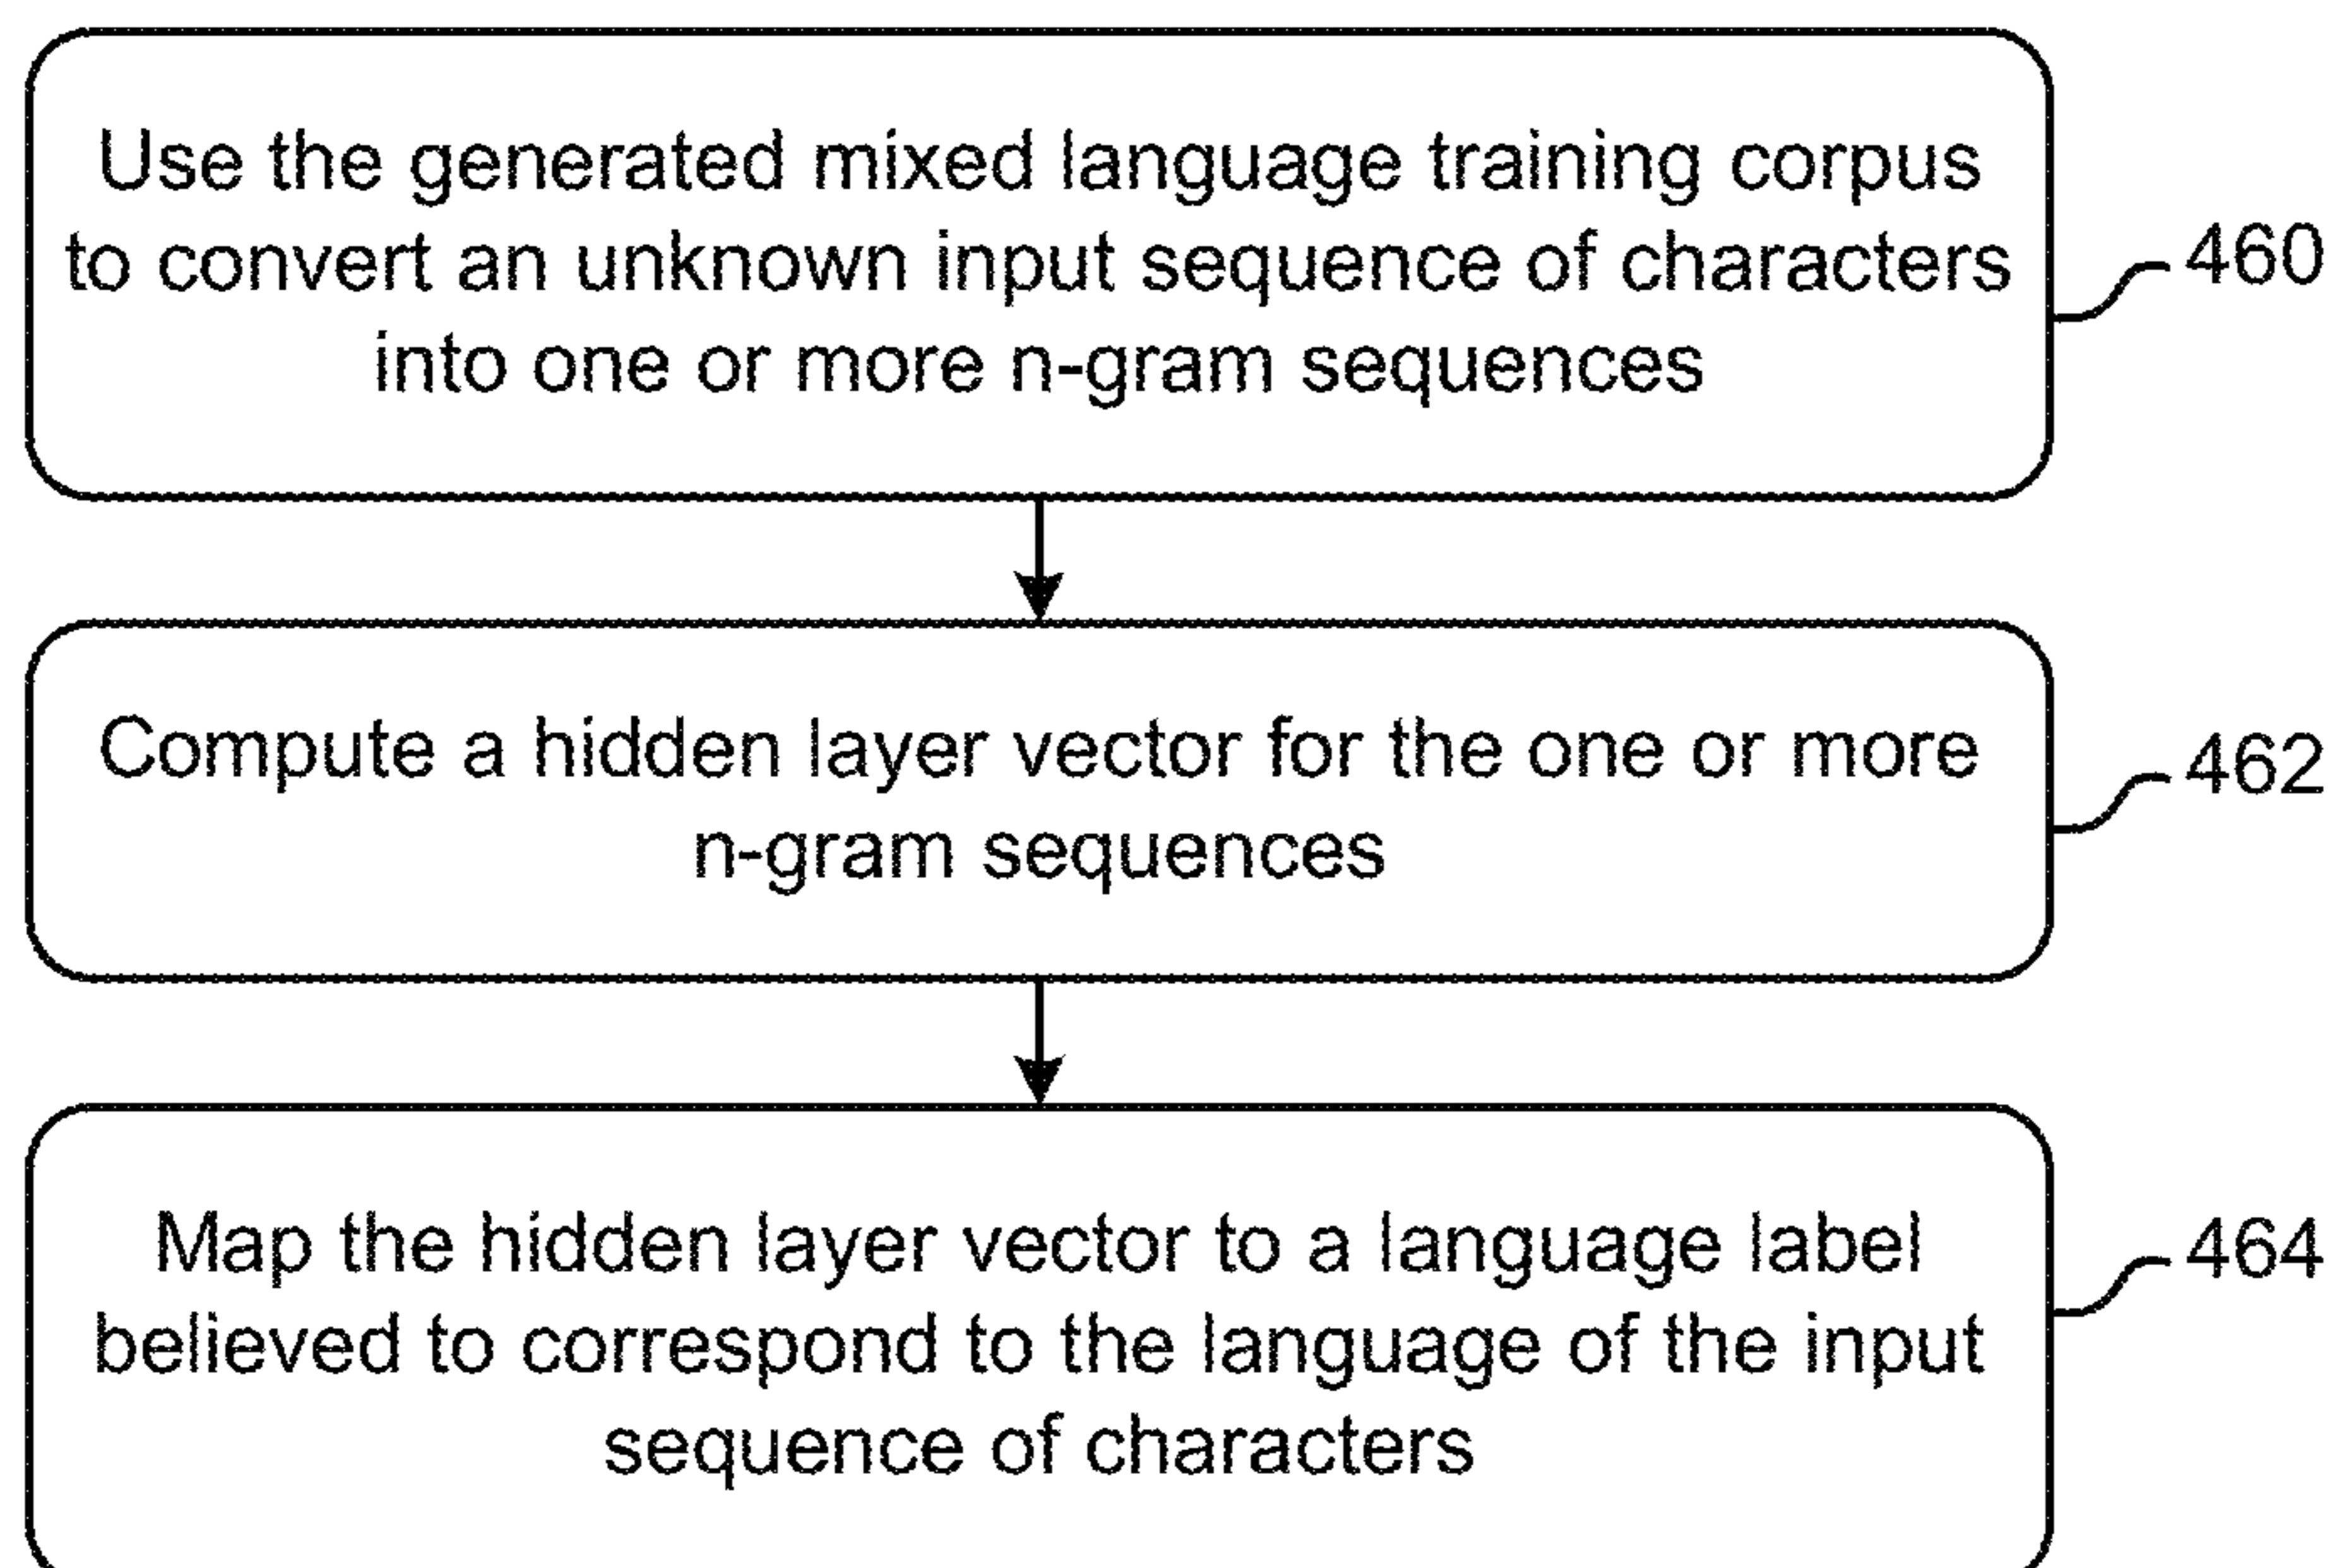 Use the generated mixed language training corpus
to convert an unknown input sequence of characters
into one or more n-gram sequences
460
Compute a hidden layer vector for the one or more
n-gram sequences
462
Map the hidden layer vector to a language label
believed to correspond to the language of the input
sequence of characters
464